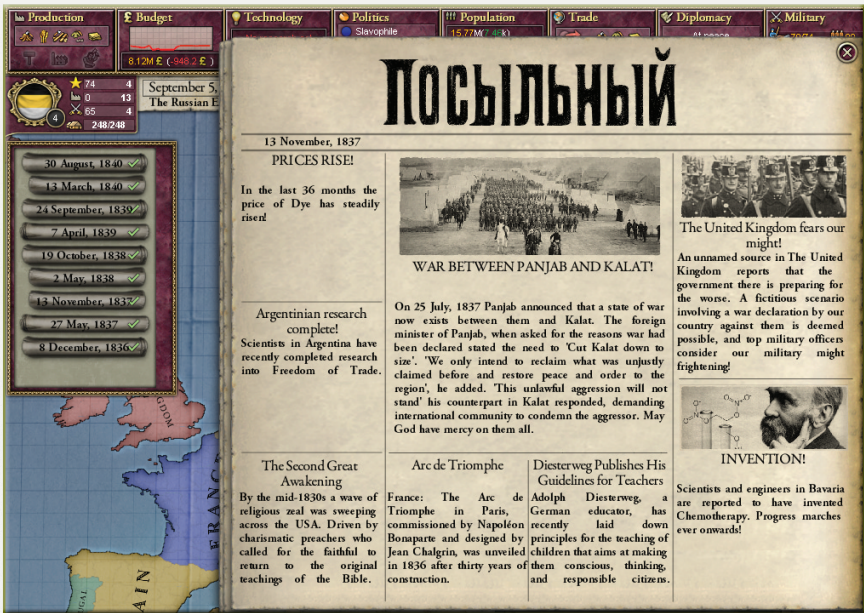 Production
£ Budget
Technology
Politics
Population
Trade
Diplomacy
Military
Slavophile
15.77M
At peace
8.12M £ (-948.2 £ )
74 4
0 13
65 4
4
248/248
September 5,
The Russian E
30 August, 1840
13 March, 1840
24 September, 1839
7 April, 1839
19 October, 1838
2 May, 1838
13 November, 1837
27 May, 1837
8 December, 1836
Посыльный
13 November, 1837
PRICES RISE!
In the last 36 months the
price of Dye has steadily
risen!
Argentinian research
complete!
Scientists in Argentina have
recently completed research
into Freedom of Trade.
WAR BETWEEN PANJAB AND KALAT!
On 25 July, 1837 Panjab announced that a state of war
now exists between them and Kalat. The foreign
minister of Panjab, when asked for the reasons war had
been declared stated the need to 'Cut Kalat down to
size'. 'We only intend to reclaim what was unjustly
claimed before and restore peace and order to the
region', he added. 'This unlawful aggression will not
stand' his counterpart in Kalat responded, demanding
international community to condemn the aggressor. May
God have mercy on them all.
The United Kingdom fears our
might!
An unnamed source in The United
Kingdom reports that the
government there is preparing for
the worse. A fictitious scenario
involving a war declaration by our
country against them is deemed
possible, and top military officers
consider our military might
frightening!
INVENTION!
Scientists and engineers in Bavaria
are reported to have invented
Chemotherapy. Progress marches
ever onwards!
The Second Great
Awakening
By the mid-1830s a wave of
religious zeal was sweeping
across the USA. Driven by
charismatic preachers who
called for the faithful to
return to the original
teachings of the Bible.
Arc de Triomphe
France: The Arc de
Triomphe in Paris,
commissioned by Napoléon
Bonaparte and designed by
Jean Chalgrin, was unveiled
in 1836 after thirty years of
construction.
Diesterweg Publishes His
Guidelines for Teachers
Adolph Diesterweg, a
German educator, has
recently laid down
principles for the teaching of
children that aims at making
them conscious, thinking,
and responsible citizens.
GDOM
FRANC
AIN
GAL